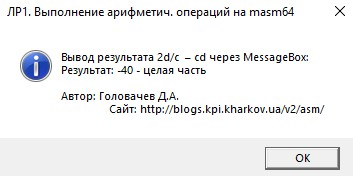 ЛР1. Выполнение арифметич. операций на masm64
Вывод результата 2d/c – cd через MessageBox:
Результат: -40 - целая часть
Автор: Головачев Д.А.
Сайт: http://blogs.kpi.kharkov.ua/v2/asm/
OK